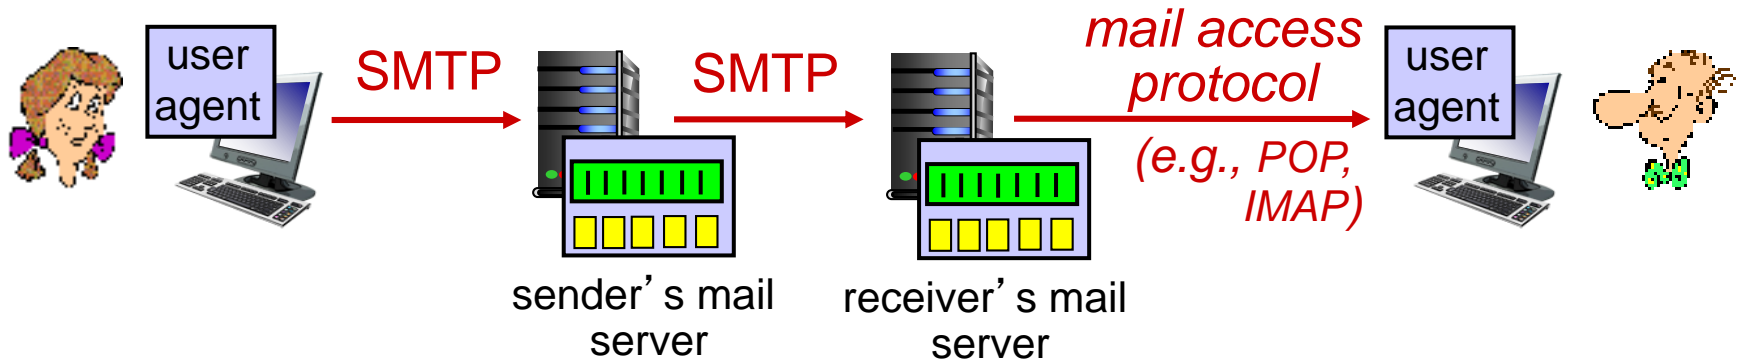 user
agent
SMTP
SMTP
mail access
protocol
(e.g., POP,
IMAP)
user
agent
sender’s mail
server
receiver’s mail
server